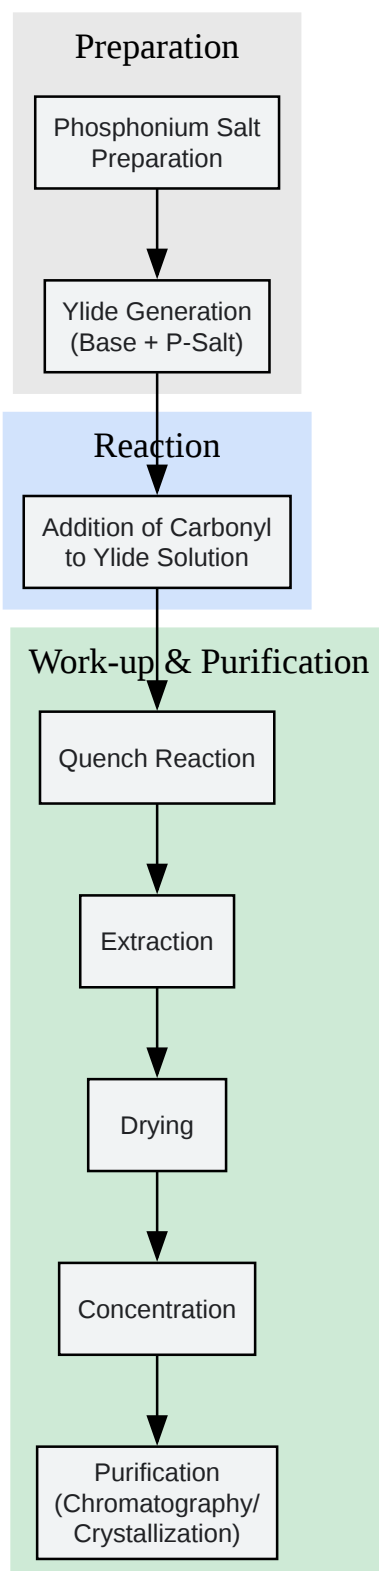 Preparation
Phosphonium Salt
Preparation
Ylide Generation
(Base + P-Salt)
Reaction
Addition of Carbonyl
to Ylide Solution
Work-up & Purification
Quench Reaction
Extraction
Drying
Concentration
Purification
(Chromatography/
Crystallization)